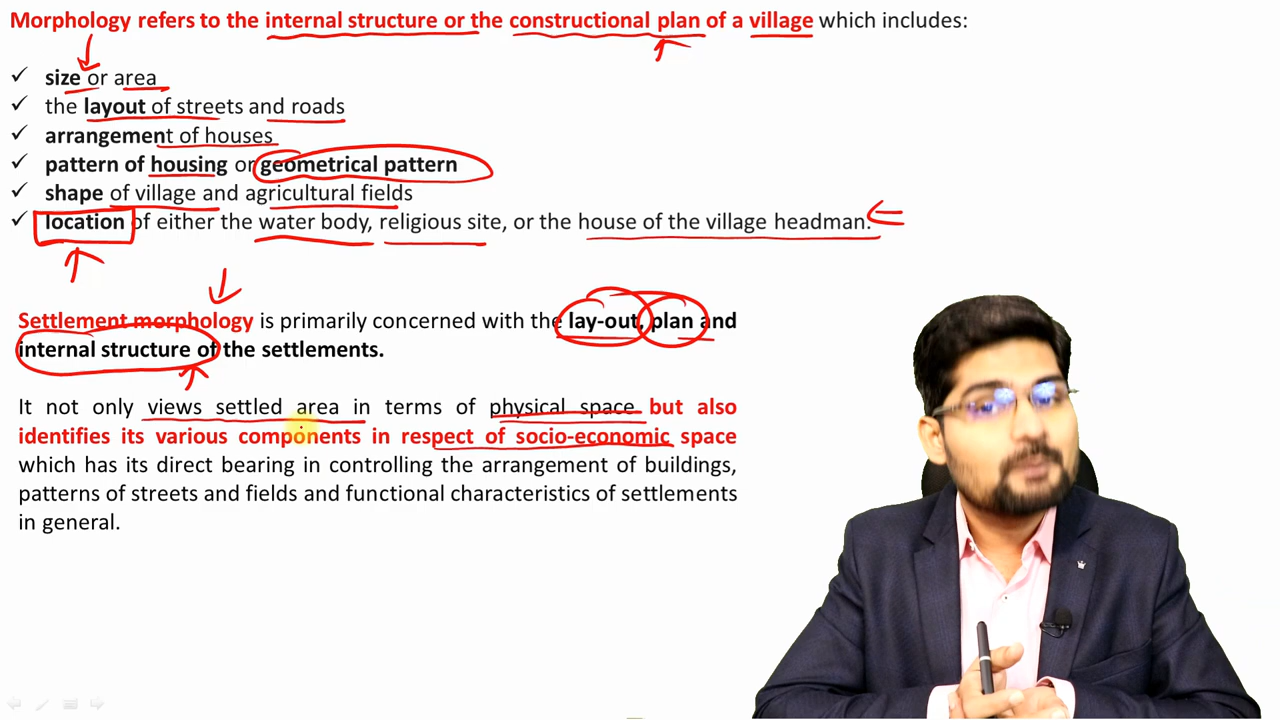 Morphology refers to the internal structure or the constructional plan of a village which includes:
✓ size or area
✓ the layout of streets and roads
✓ arrangement of houses
✓ pattern of housing or geometrical pattern
✓ shape of village and agricultural fields
✓ location of either the water body, religious site, or the house of the village headman.
Settlement morphology is primarily concerned with the lay-out, plan and
internal structure of the settlements.
It not only views settled area in terms of physical space but also
identifies its various components in respect of socio-economic space
which has its direct bearing in controlling the arrangement of buildings,
patterns of streets and fields and functional characteristics of settlements
in general.